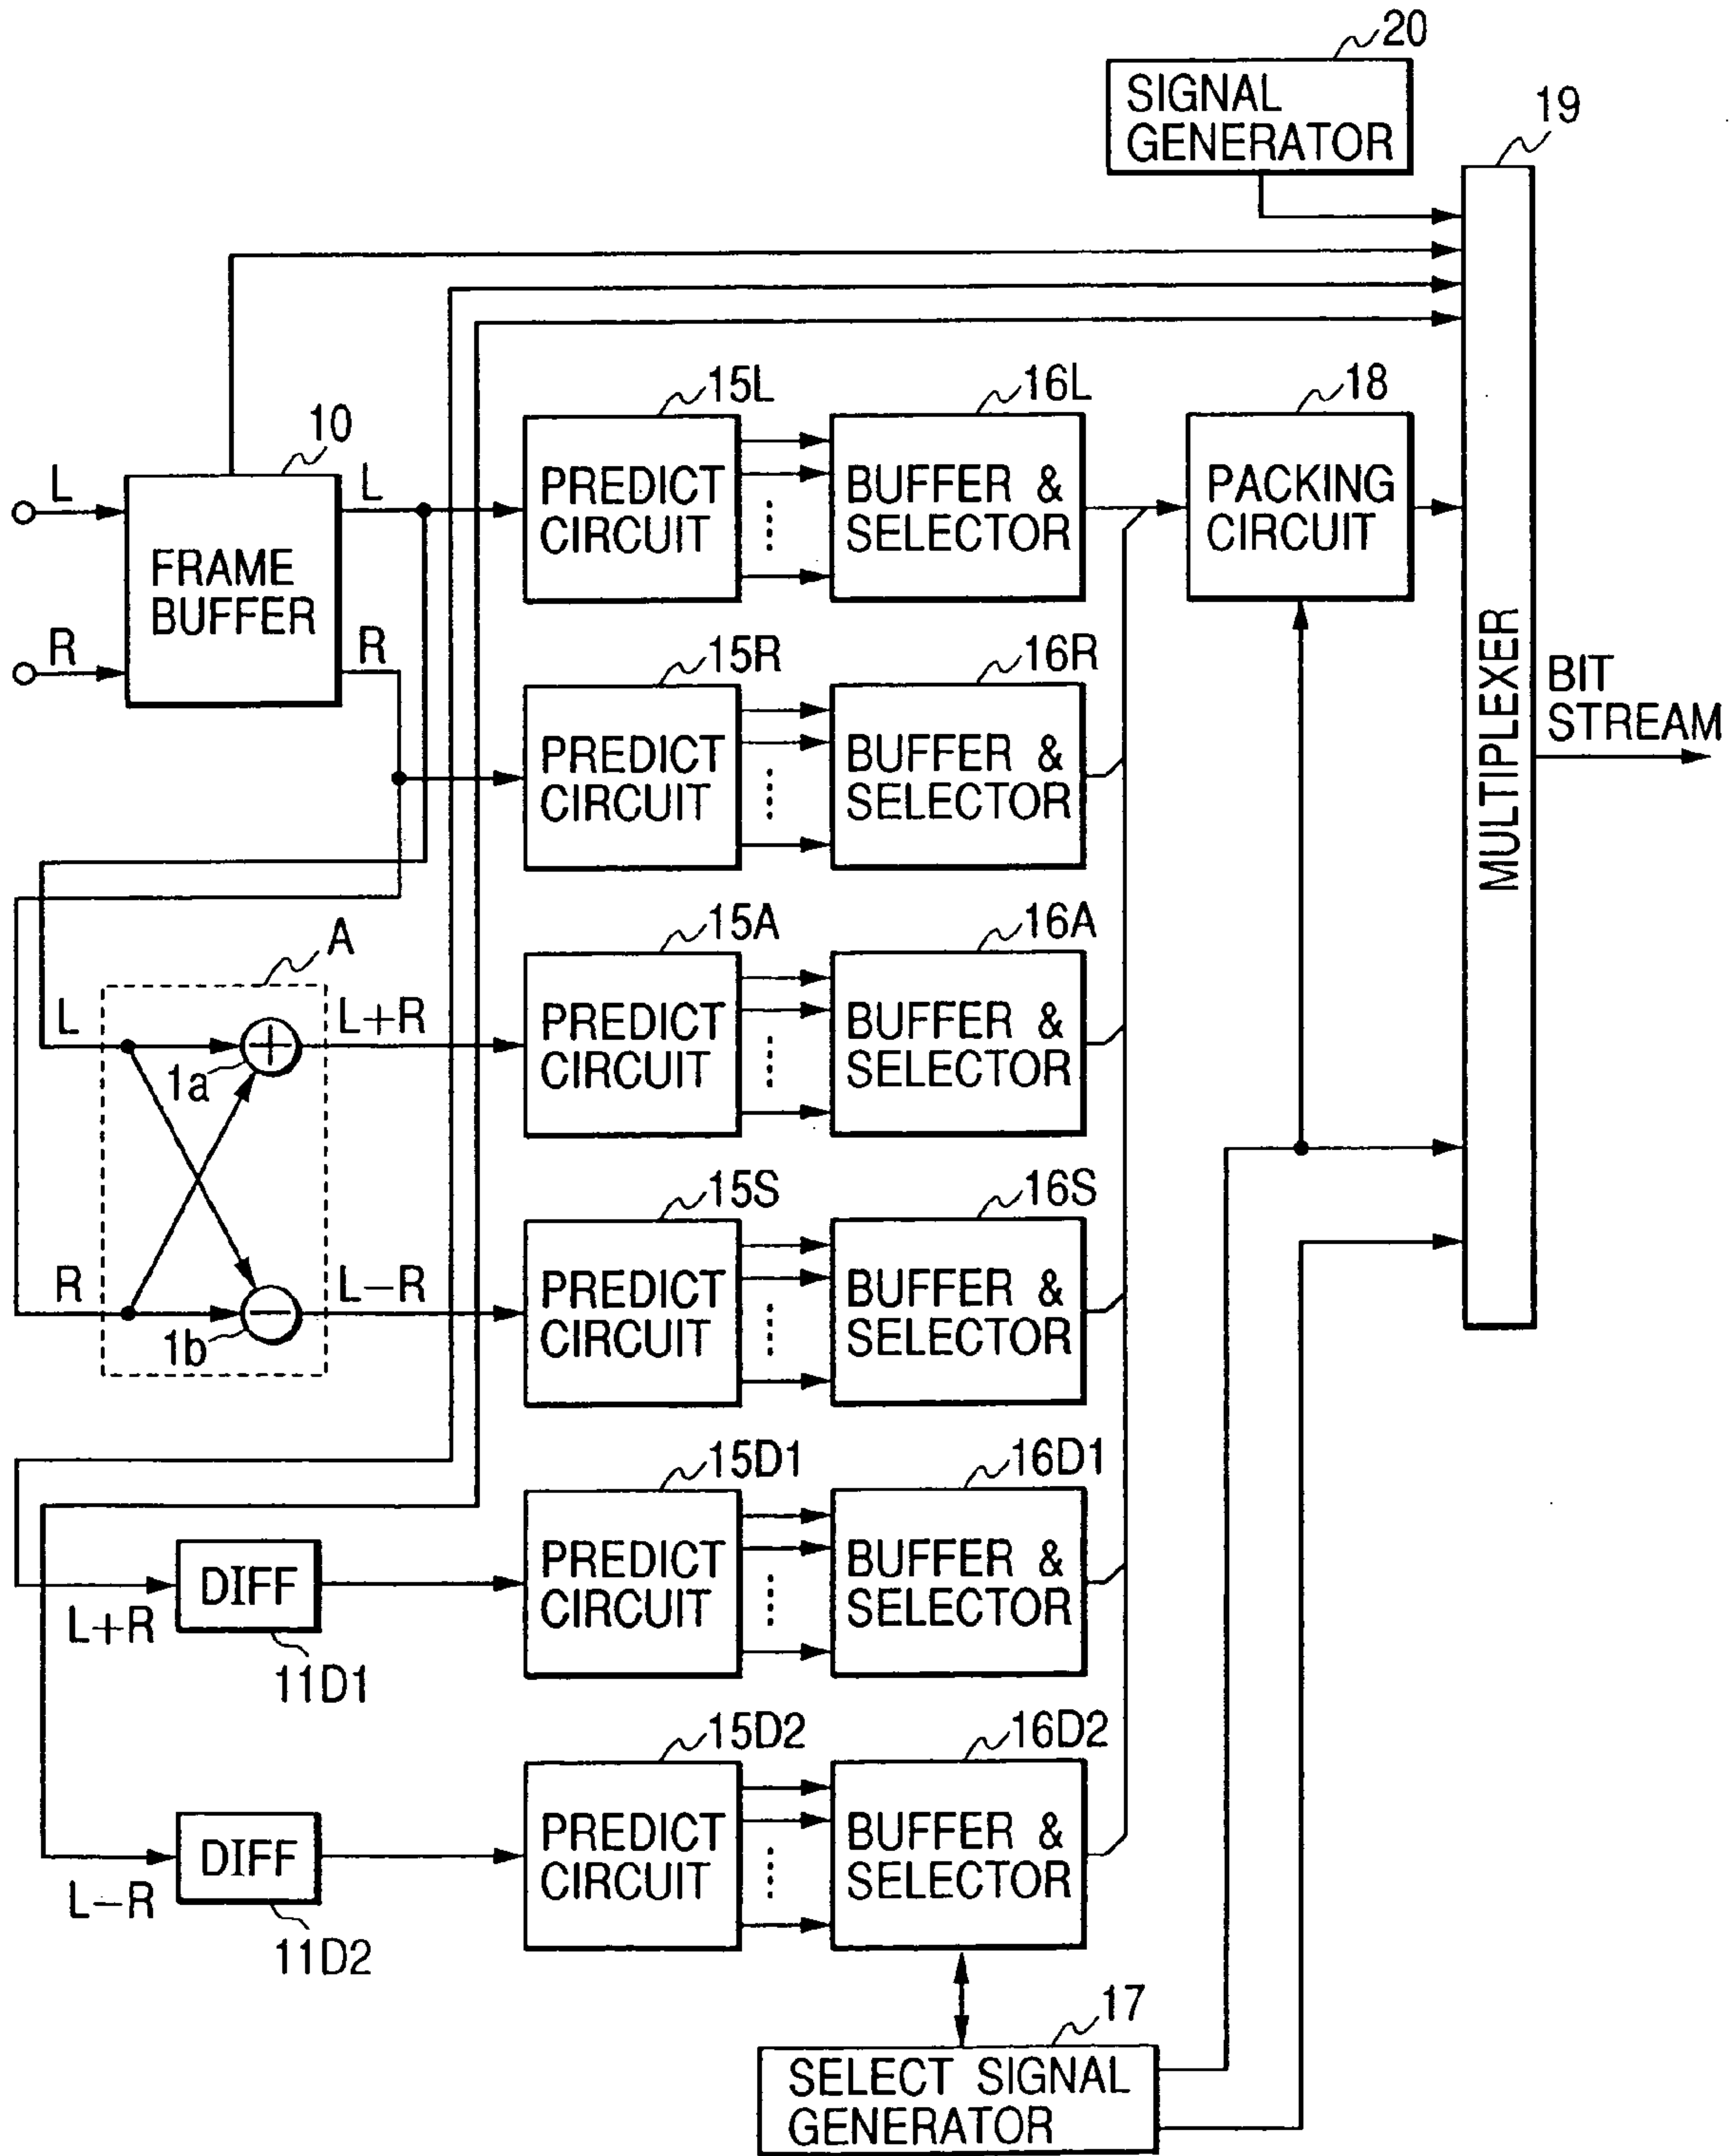 20
SIGNAL
GENERATOR
19
15L
16L
18
10
L
L
PREDICT
CIRCUIT
BUFFER &
SELECTOR
PACKING
CIRCUIT
FRAME
BUFFER
R
R
15R
16R
MULTIPLEXER
BIT
STREAM
PREDICT
CIRCUIT
BUFFER &
SELECTOR
A
15A
16A
L
L+R
1a
PREDICT
CIRCUIT
BUFFER &
SELECTOR
15S
16S
R
L−R
1b
PREDICT
CIRCUIT
BUFFER &
SELECTOR
15D1
16D1
DIFF
L+R
11D1
PREDICT
CIRCUIT
BUFFER &
SELECTOR
15D2
16D2
DIFF
L−R
11D2
PREDICT
CIRCUIT
BUFFER &
SELECTOR
17
SELECT SIGNAL
GENERATOR